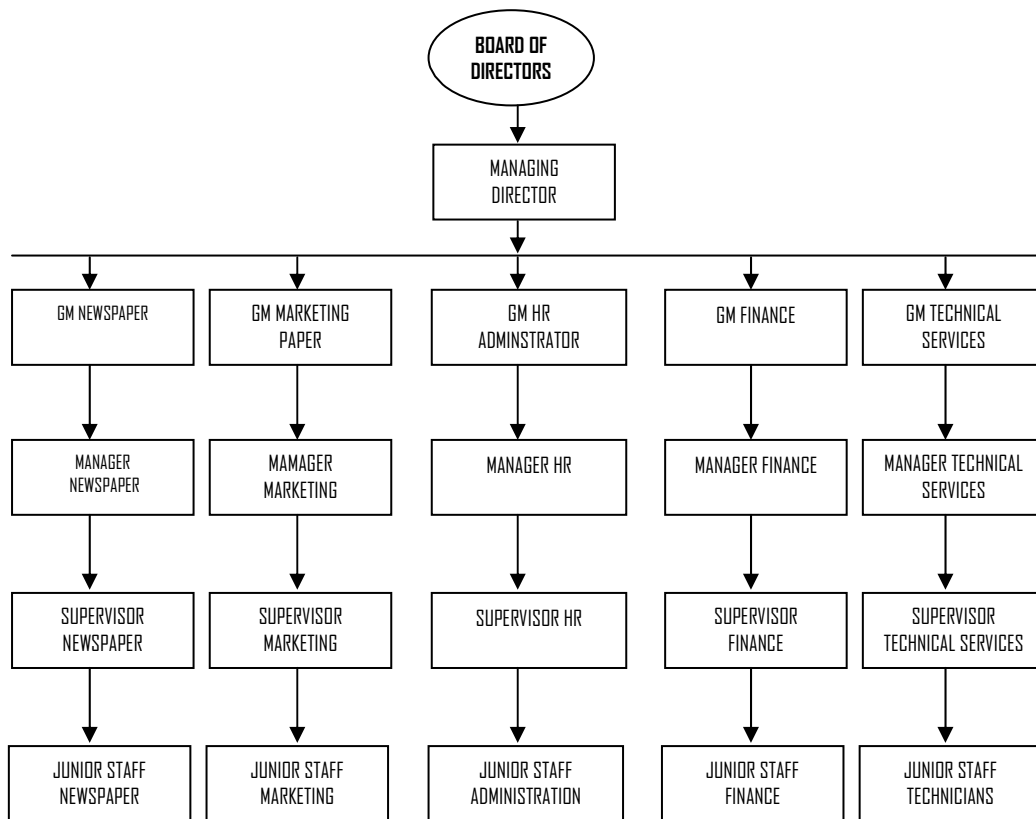 BOARD OF
DIRECTORS
MANAGING
DIRECTOR
GM NEWSPAPER
GM MARKETING
PAPER
GM HR
ADMINSTRATOR
GM FINANCE
GM TECHNICAL
SERVICES
MANAGER
NEWSPAPER
MAMAGER
MARKETING
MANAGER HR
MANAGER FINANCE
MANAGER TECHNICAL
SERVICES
SUPERVISOR
NEWSPAPER
SUPERVISOR
MARKETING
SUPERVISOR HR
SUPERVISOR
FINANCE
SUPERVISOR
TECHNICAL SERVICES
JUNIOR STAFF
NEWSPAPER
JUNIOR STAFF
MARKETING
JUNIOR STAFF
ADMINISTRATION
JUNIOR STAFF
FINANCE
JUNIOR STAFF
TECHNICIANS